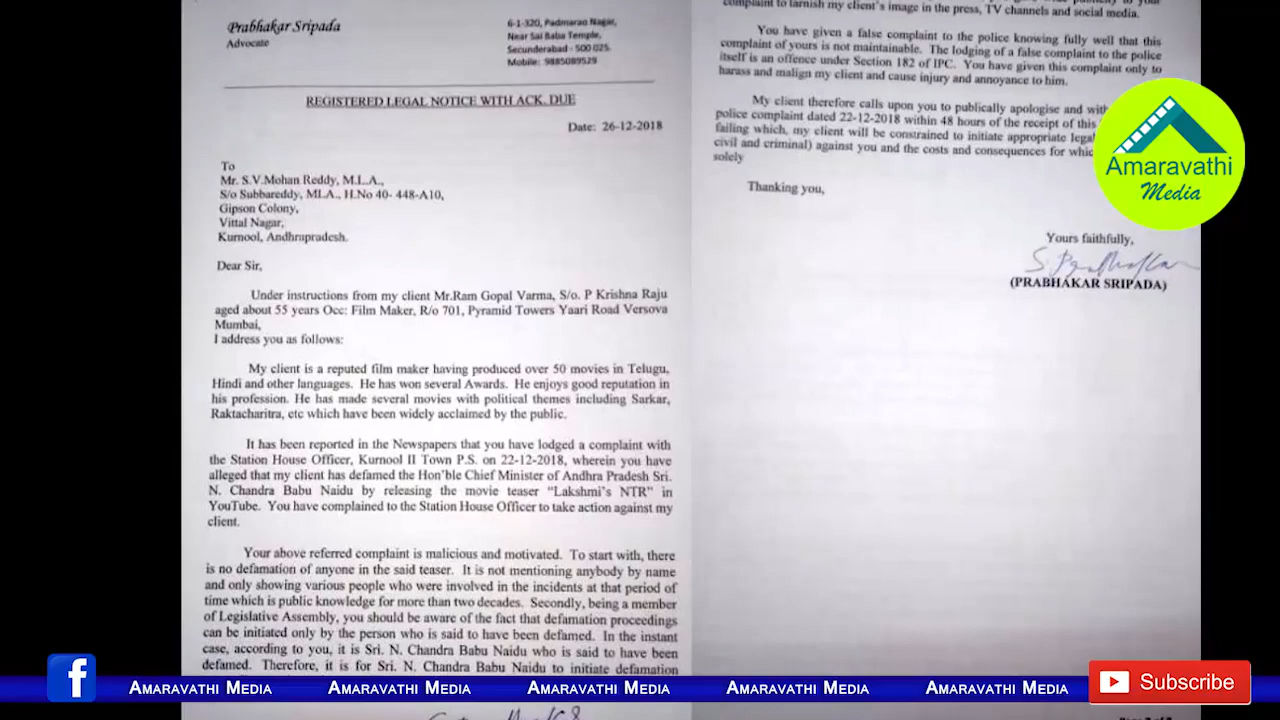 Prabhakar Sripada
Advocate
6-1-320, Padmarao Nagar,
Near Sai Baba Temple,
Secunderabad - 500 025.
Mobile: 9885089529
REGISTERED LEGAL NOTICE WITH ACK. DUE
Date: 26-12-2018
To
Mr. S.V.Mohan Reddy, M.L.A.,
S/o Subbareddy, MLA., H.No 40- 448-A10,
Gipson Colony,
Vittal Nagar,
Kurnool, Andhrapradesh.
Dear Sir,
Under instructions from my client Mr.Ram Gopal Varma, S/o. P Krishna Raju
aged about 55 years Occ: Film Maker, R/o 701, Pyramid Towers Yaari Road Versova
Mumbai,
I address you as follows:
My client is a reputed film maker having produced over 50 movies in Telugu,
Hindi and other languages. He has won several Awards. He enjoys good reputation in
his profession. He has made several movies with political themes including Sarkar,
Raktacharitra, etc which have been widely acclaimed by the public.
It has been reported in the Newspapers that you have lodged a complaint with
the Station House Officer, Kurnool II Town P.S. on 22-12-2018, wherein you have
alleged that my client has defamed the Hon'ble Chief Minister of Andhra Pradesh Sri.
N. Chandra Babu Naidu by releasing the movie teaser "Lakshmi's NTR" in
YouTube. You have complained to the Station House Officer to take action against my
client.
Your above referred complaint is malicious and motivated. To start with, there
is no defamation of anyone in the said teaser. It is not mentioning anybody by name
and only showing various people who were involved in the incidents at that period of
time which is public knowledge for more than two decades. Secondly, being a member
of Legislative Assembly, you should be aware of the fact that defamation proceedings
can be initiated only by the person who is said to have been defamed. In the instant
case, according to you, it is Sri. N. Chandra Babu Naidu who is said to have been
defamed. Therefore, it is for Sri. N. Chandra Babu Naidu to initiate defamation
complaint to tarnish my client's image in the press, TV channels and social media.
You have given a false complaint to the police knowing fully well that this
complaint of yours is not maintainable. The lodging of a false complaint to the police
itself is an offence under Section 182 of IPC. You have given this complaint only to
harass and malign my client and cause injury and annoyance to him.
My client therefore calls upon you to publically apologise and with
police complaint dated 22-12-2018 within 48 hours of the receipt of this
failing which, my client will be constrained to initiate appropriate lega
civil and criminal) against you and the costs and consequences for whic
solely
Thanking you,
Yours faithfully,
(PRABHAKAR SRIPADA)
Amaravathi
Media
f
AMARAVATHI MEDIA AMARAVATHI MEDIA AMARAVATHI MEDIA AMARAVATHI MEDIA AMARAVATHI MEDIA
Subscribe